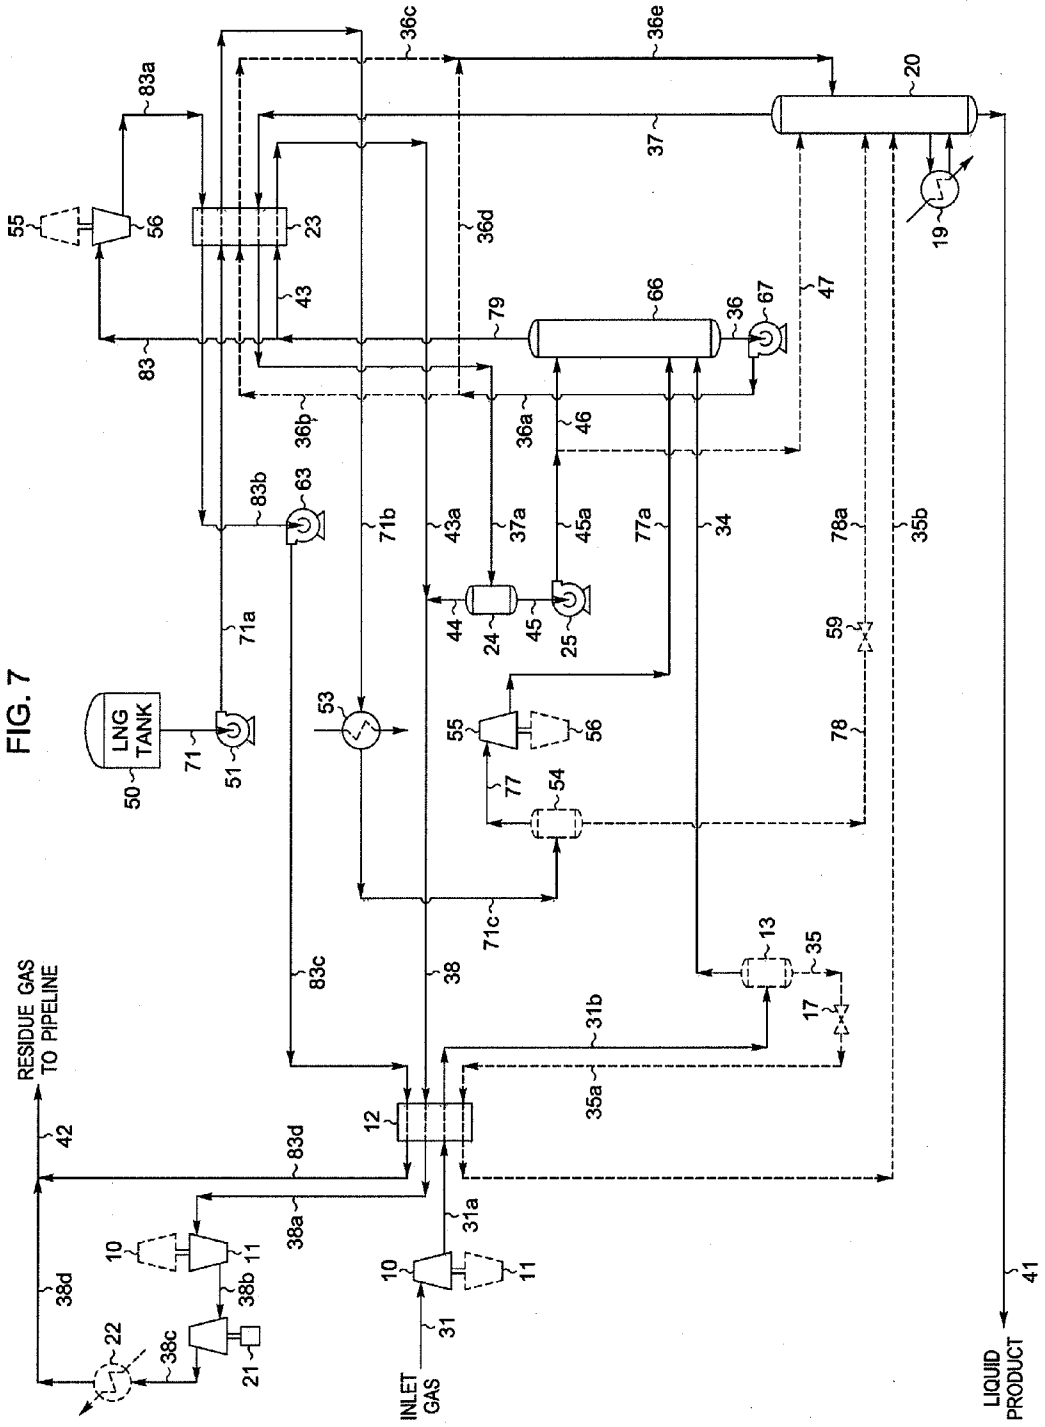 FIG. 7
55
83a
56
83
23
43
36c
36e
36d
37
20
19
47
79
66
36
67
36b
36a
46
83b
63
71b
43a
37a
45a
77a
34
78a
35b
71a
44
24
45
25
59
LNG
TANK
50
71
51
53
55
56
77
54
78
71c
83c
38
13
35
17
31b
35a
RESIDUE GAS
TO PIPELINE
42
83d
12
38a
31a
10
11
38b
38d
10
11
31
INLET
GAS
22
38c
21
41
LIQUID
PRODUCT